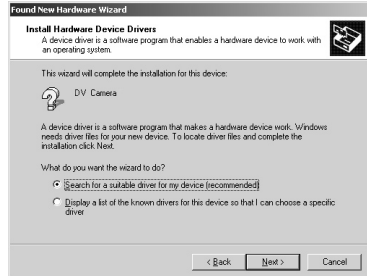 Found New Hardware Wizard
Install Hardware Device Drivers
A device driver is a software program that enables a hardware device to work with
an operating system.
This wizard will complete the installation for this device:
DV Camera
A device driver is a software program that makes a hardware device work. Windows
needs driver files for your new device. To locate driver files and complete the
installation click Next.
What do you want the wizard to do?
Search for a suitable driver for my device (recommended)
Display a list of the known drivers for this device so that I can choose a specific
driver
< Back Next > Cancel